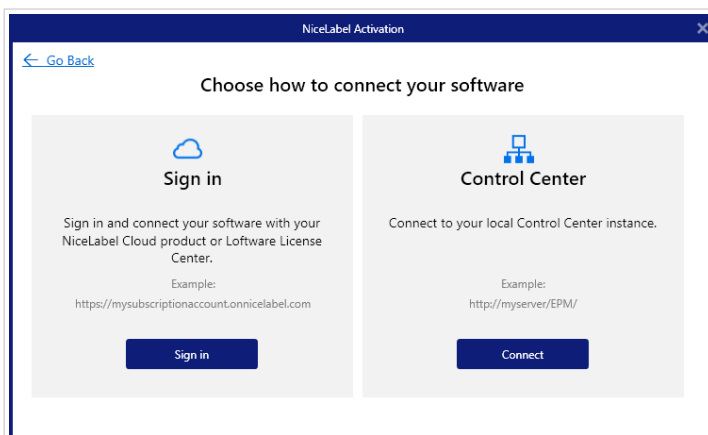 NiceLabel Activation
← Go Back
Choose how to connect your software
Sign in
Sign in and connect your software with your
NiceLabel Cloud product or Loftware License
Center.
Example:
https://mysubscriptionaccount.onnicelabel.com
Sign in
Control Center
Connect to your local Control Center instance.
Example:
http://myserver/EPM/
Connect